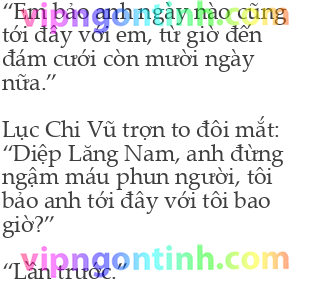 “Em bảo anh ngày nào cũng
vipngontinh.com
tới đây với em, từ giờ đến
đám cưới còn mười ngày
nữa.”
Lục Chi Vũ trợn to đôi mắt:
“Diệp Lăng Nam, anh đừng
ngậm máu phun người, tôi
bảo anh tới đây với tôi bao
giờ?”
vipngontinh.com
“Lần trước.”